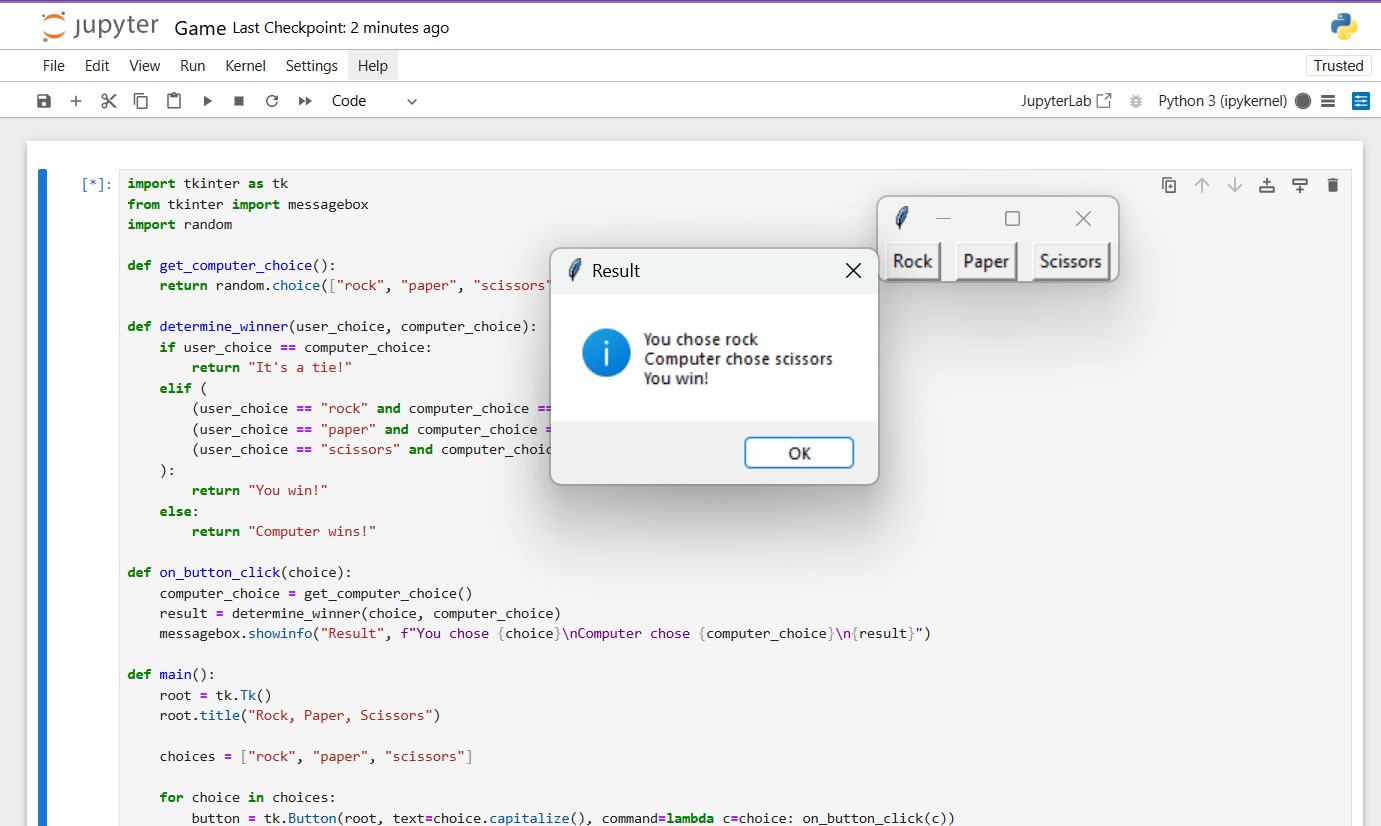 jupyter Game Last Checkpoint: 2 minutes ago
File Edit View Run Kernel Settings Help Trusted
Code JupyterLab Python 3 (ipykernel)
[*]: import tkinter as tk
from tkinter import messagebox
import random
def get_computer_choice():
return random.choice(["rock", "paper", "scissors"
def determine_winner(user_choice, computer_choice):
if user_choice == computer_choice:
return "It's a tie!"
elif (
(user_choice == "rock" and computer_choice ==
(user_choice == "paper" and computer_choice =
(user_choice == "scissors" and computer_choic
):
return "You win!"
else:
return "Computer wins!"
def on_button_click(choice):
computer_choice = get_computer_choice()
result = determine_winner(choice, computer_choice)
messagebox.showinfo("Result", f"You chose {choice}\nComputer chose {computer_choice}\n{result}")
def main():
root = tk.Tk()
root.title("Rock, Paper, Scissors")
choices = ["rock", "paper", "scissors"]
for choice in choices:
button = tk.Button(root, text=choice.capitalize(), command=lambda c=choice: on_button_click(c))
Result
You chose rock
Computer chose scissors
You win!
OK
Rock Paper Scissors